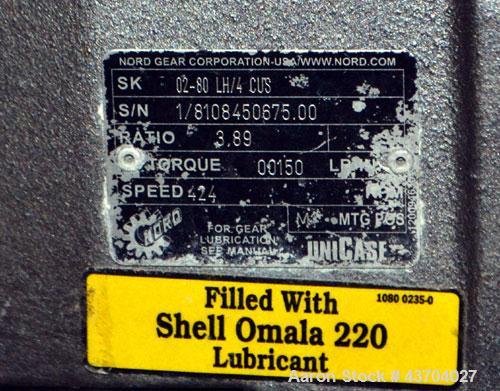 NORD GEAR CORPORATION-USA/WWW.NORD.COM
SK 02-80 LH/4 CUS
S/N 1/8108450675.00
RATIO 3.89
TORQUE 00150
SPEED 424
MTG POS
NORD
FOR GEAR
LUBRICATION
SEE MANUAL
UNICASE
1080 0235-0
Filled With
Shell Omala 220
Lubricant
Aaron Stock # 43704027